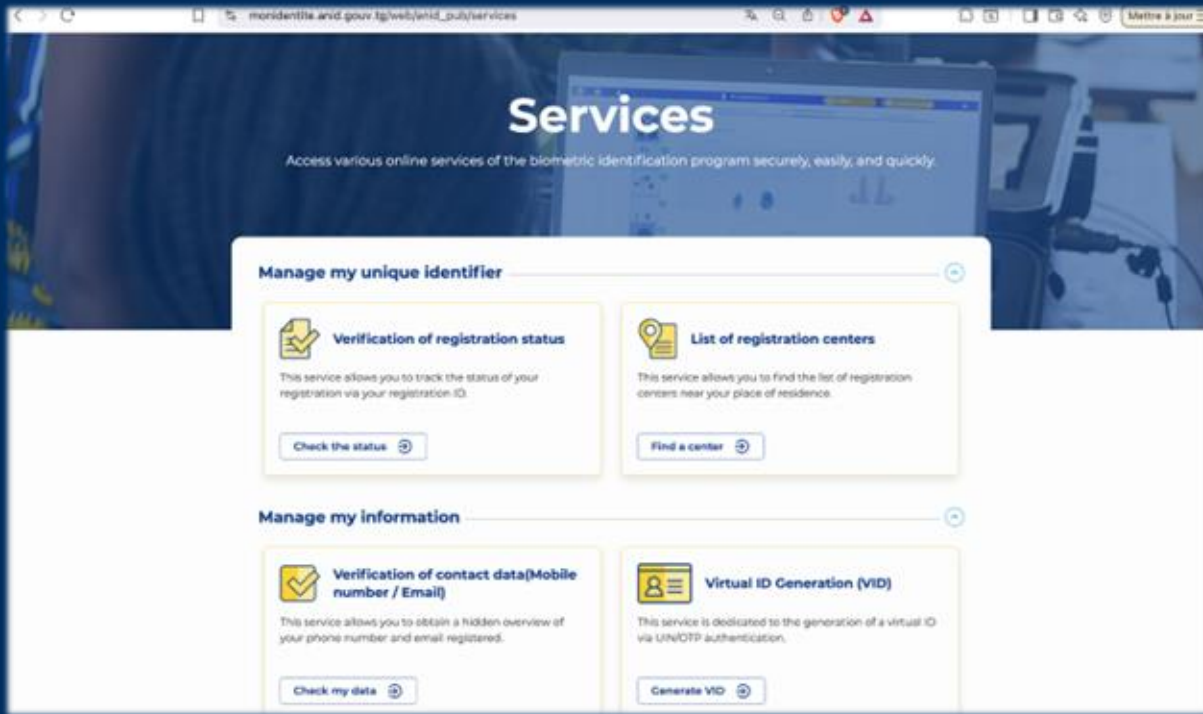 monidentite.anid.gouv.tg/web/anid_pub/services
Mettre à jour
Services
Access various online services of the biometric identification program securely, easily, and quickly.
Manage my unique identifier
Verification of registration status
This service allows you to track the status of your
registration via your registration ID.
Check the status
List of registration centers
This service allows you to find the list of registration
centers near your place of residence.
Find a center
Manage my information
Verification of contact data(Mobile
number / Email)
This service allows you to obtain a hidden overview of
your phone number and email registered.
Check my data
Virtual ID Generation (VID)
This service is dedicated to the generation of a virtual ID
via UIN/OTP authentication.
Generate VID